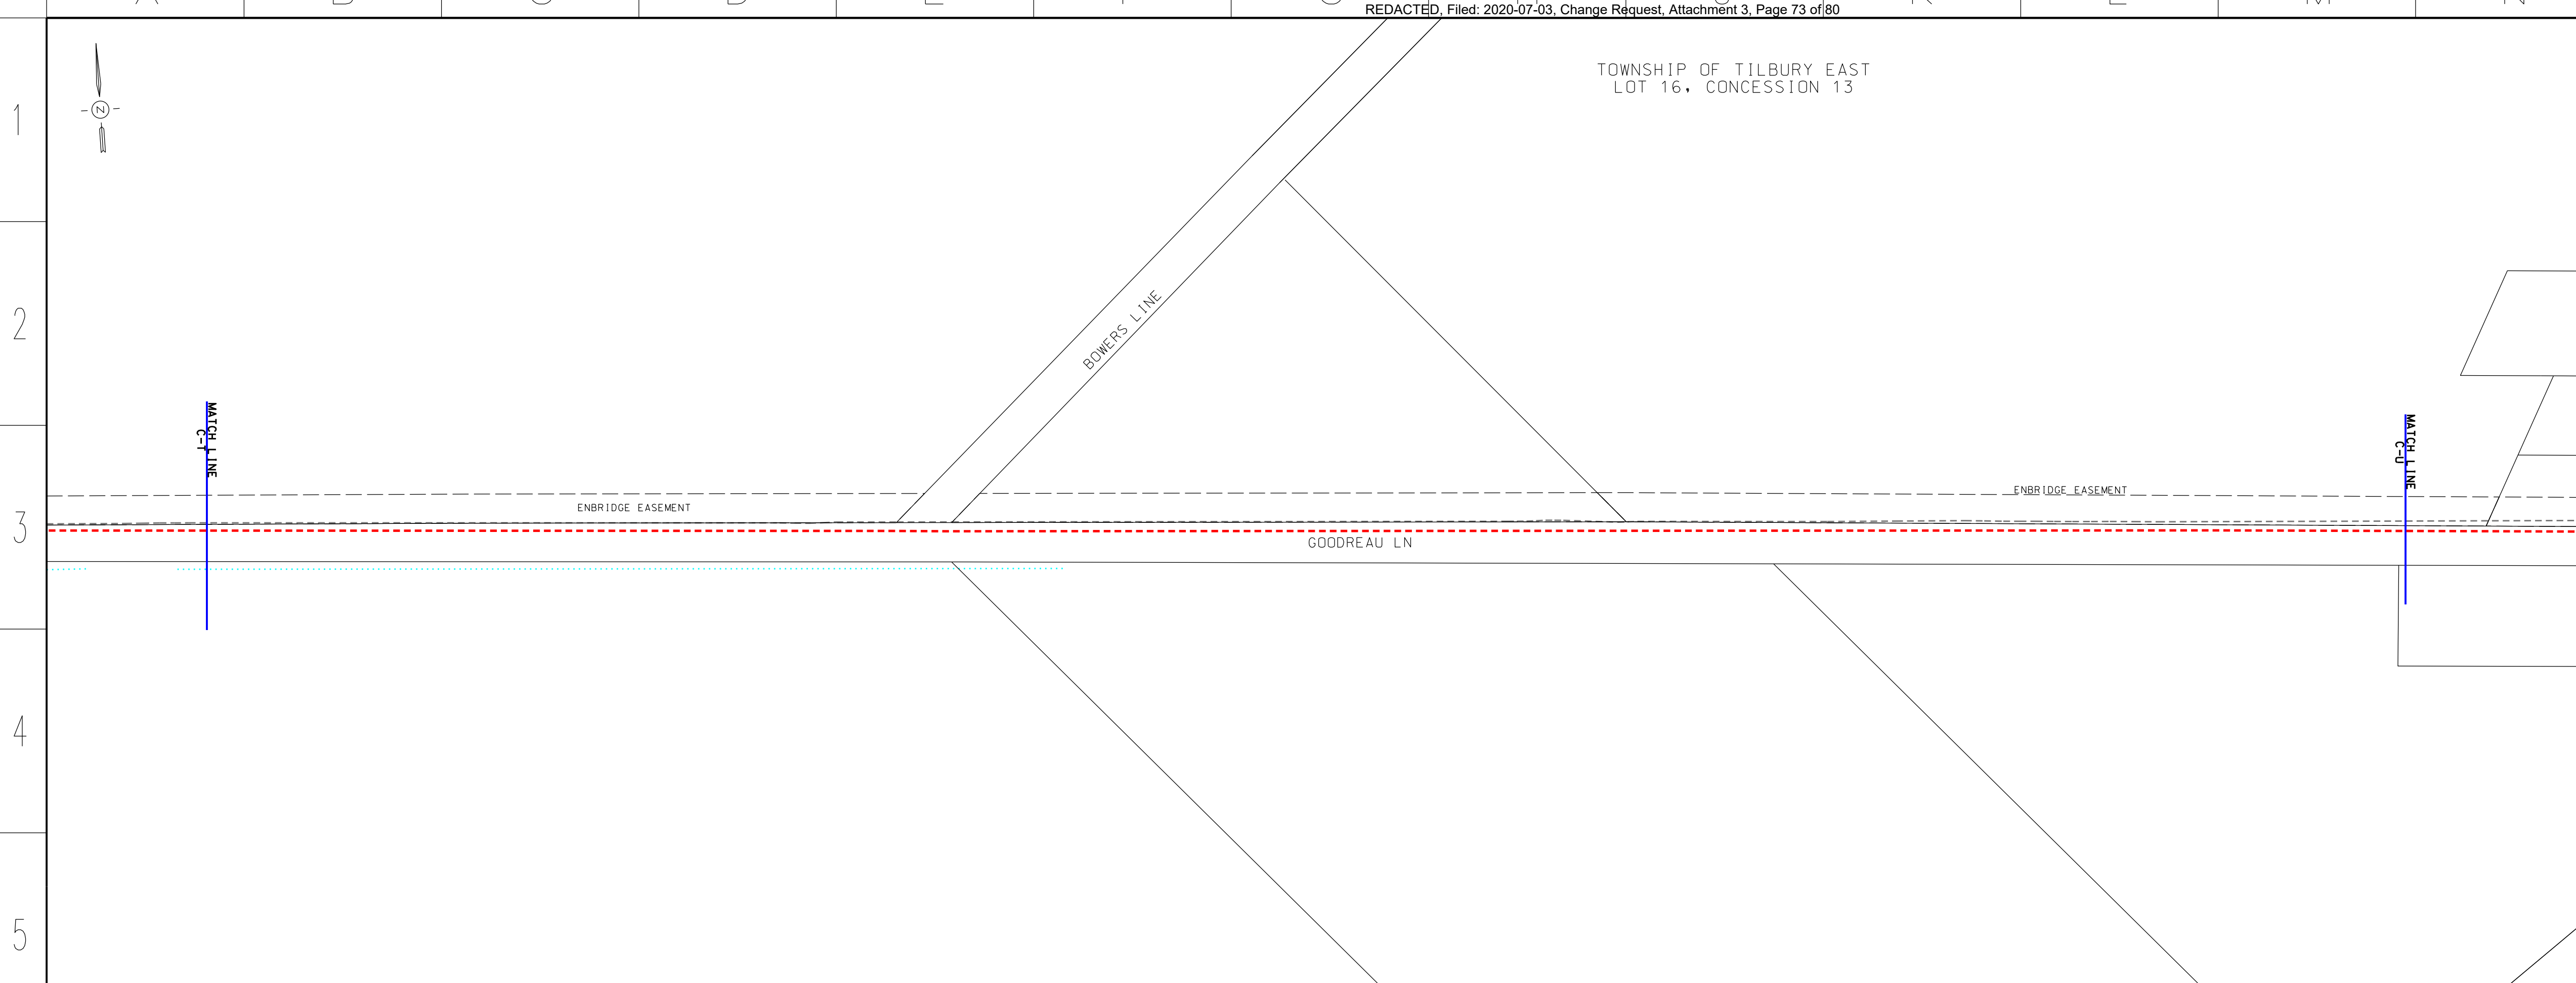 REDACTED, Filed: 2020-07-03, Change Request, Attachment 3, Page 73 of 80
TOWNSHIP OF TILBURY EAST
LOT 16, CONCESSION 13
N
1
2
BOWERS LINE
MATCH LINE
C-T
MATCH LINE
C-U
ENBRIDGE EASEMENT
ENBRIDGE EASEMENT
3
GOODREAU LN
4
5